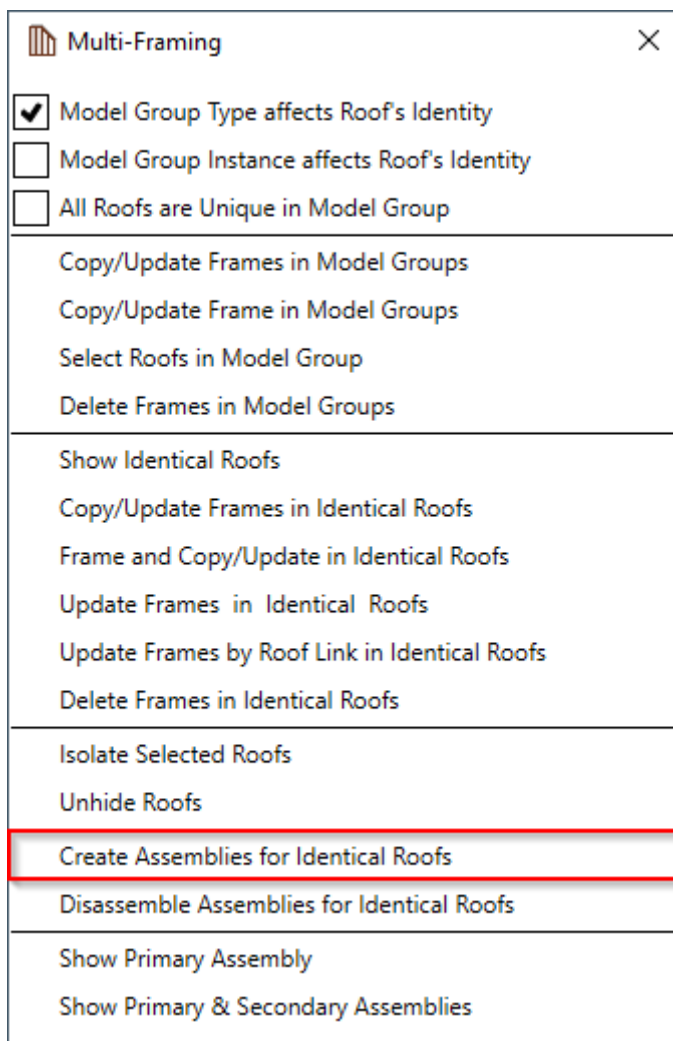 Multi-Framing
Model Group Type affects Roof's Identity
Model Group Instance affects Roof's Identity
All Roofs are Unique in Model Group
Copy/Update Frames in Model Groups
Copy/Update Frame in Model Groups
Select Roofs in Model Group
Delete Frames in Model Groups
Show Identical Roofs
Copy/Update Frames in Identical Roofs
Frame and Copy/Update in Identical Roofs
Update Frames  in  Identical  Roofs
Update Frames by Roof Link in Identical Roofs
Delete Frames in Identical Roofs
Isolate Selected Roofs
Unhide Roofs
Create Assemblies for Identical Roofs
Disassemble Assemblies for Identical Roofs
Show Primary Assembly
Show Primary & Secondary Assemblies